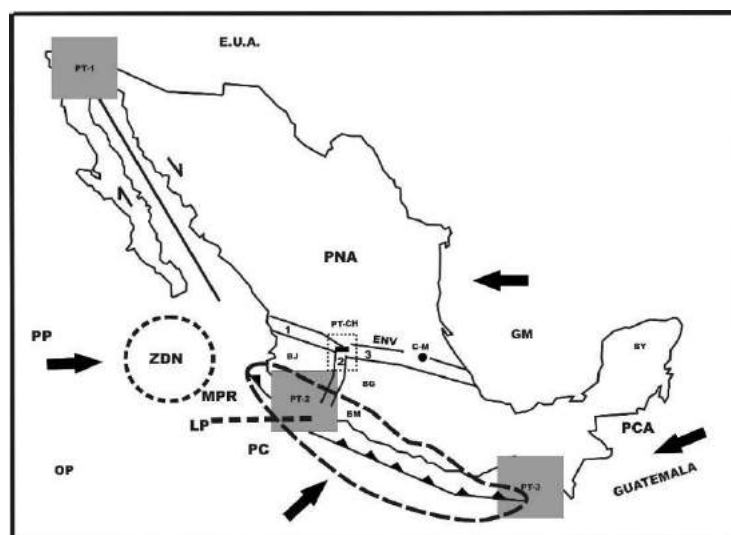 E.U.A.
PT-1
PNA
PP
ZDN
1
PT-CH
ENV
C-M
GM
BY
BJ
2
3
MPR
PT-2
BG
LP
BM
PCA
PC
OP
PT-3
GUATEMALA